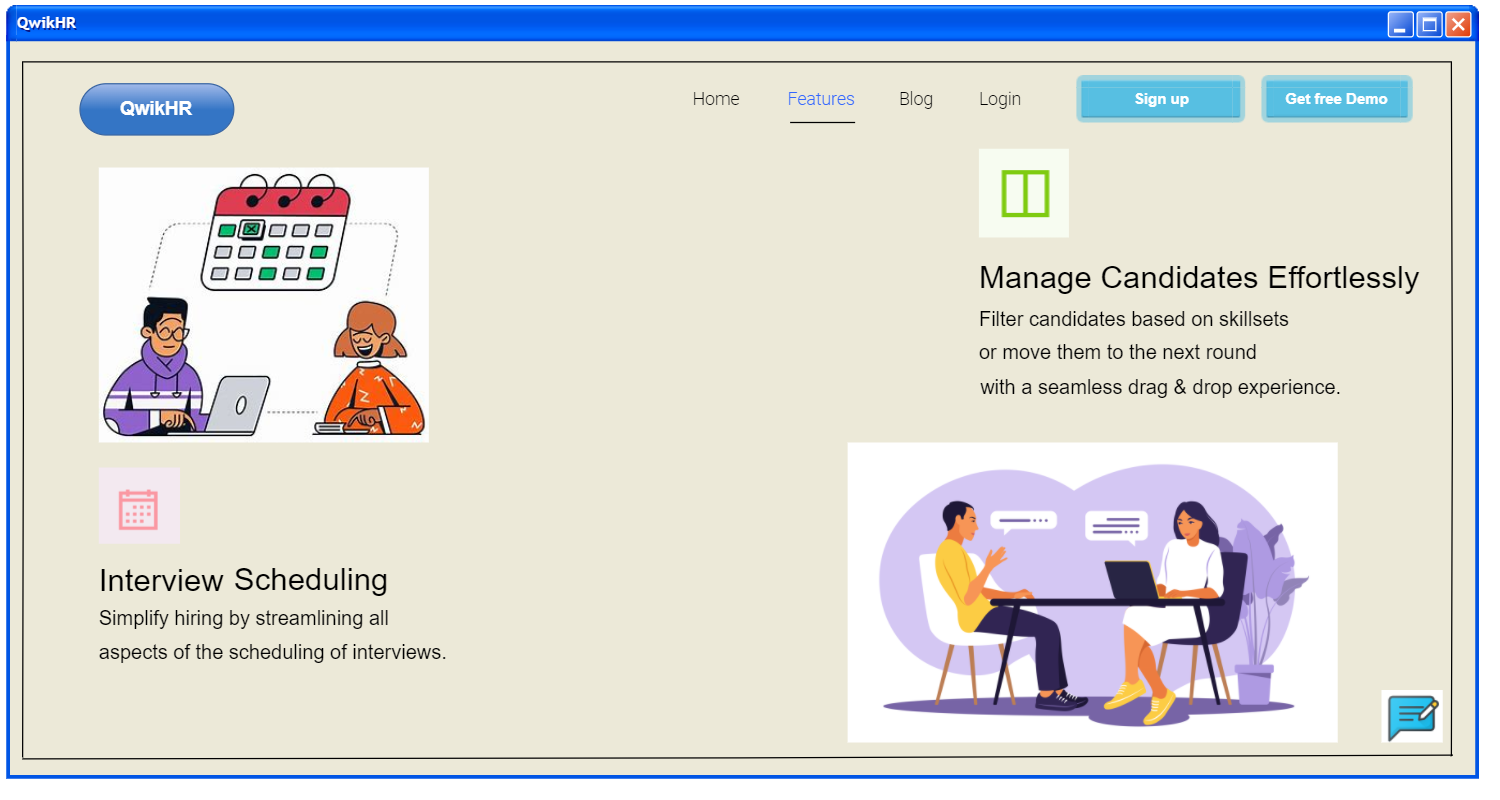 QwikHR
QwikHR
Home
Features
Blog
Login
Sign up
Get free Demo
Manage Candidates Effortlessly
Filter candidates based on skillsets
or move them to the next round
with a seamless drag & drop experience.
Interview Scheduling
Simplify hiring by streamlining all
aspects of the scheduling of interviews.